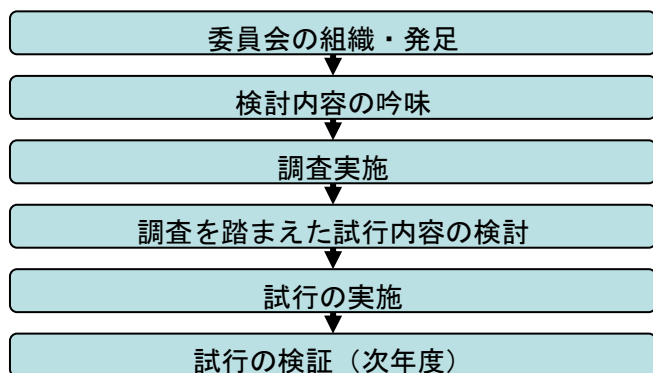 委員会の組織・発足
検討内容の吟味
調査実施
調査を踏まえた試行内容の検討
試行の実施
試行の検証（次年度）